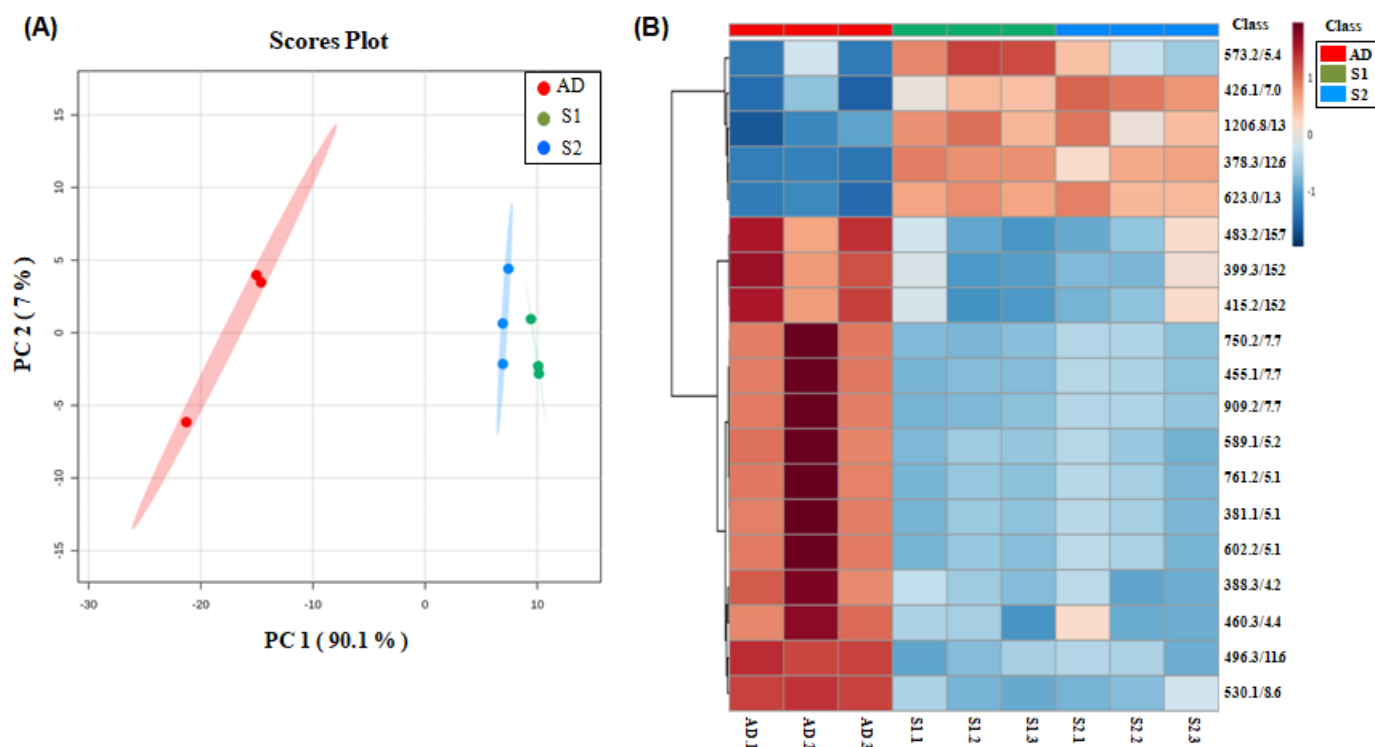 (A)
Scores Plot
AD
S1
S2
PC 2 ( 7 % )
15
10
5
0
-5
-10
-15
-30
-20
-10
0
10
PC 1 ( 90.1 % )
(B)
Class
573.2/5.4
426.1/7.0
1206.8/13
378.3/12.6
623.0/1.3
483.2/15.7
399.3/152
415.2/152
750.2/7.7
455.1/7.7
909.2/7.7
589.1/5.2
761.2/5.1
381.1/5.1
602.2/5.1
388.3/4.2
460.3/4.4
496.3/11.6
530.1/8.6
AD.1
AD.2
AD.3
S1.1
S1.2
S1.3
S2.1
S2.2
S2.3
1
0
-1
Class
AD
S1
S2